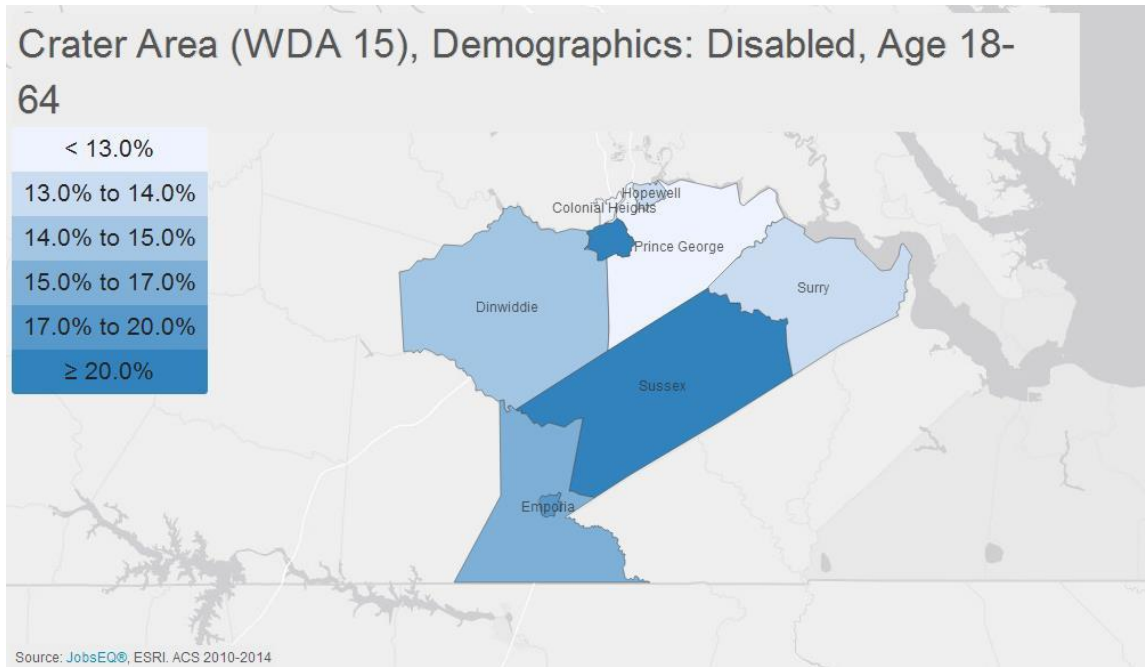 Crater Area (WDA 15), Demographics: Disabled, Age 18-
64
< 13.0%
13.0% to 14.0%
14.0% to 15.0%
15.0% to 17.0%
17.0% to 20.0%
≥ 20.0%
Hopewell
Colonial Heights
Prince George
Dinwiddie
Surry
Sussex
Emporia
Source: JobsEQ®, ESRI. ACS 2010-2014